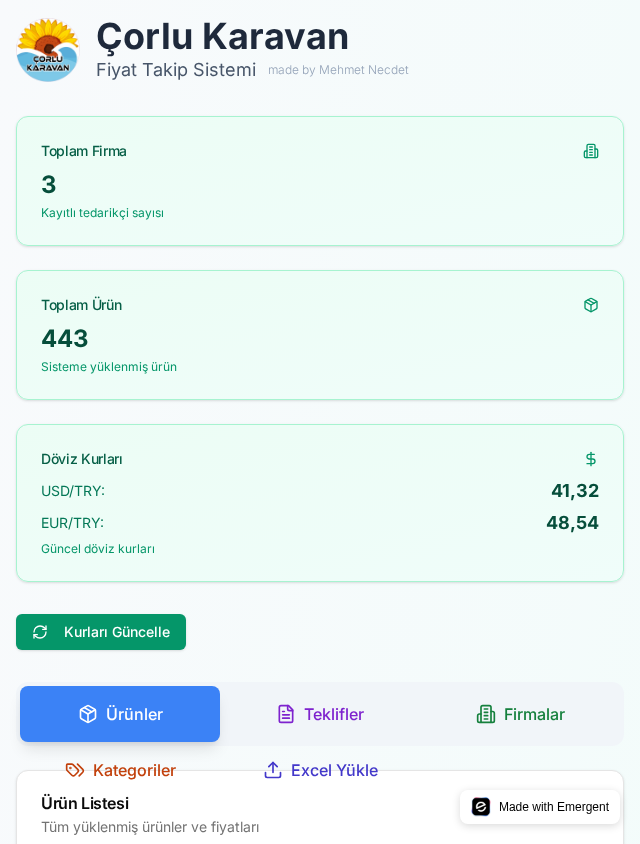 ÇORLU
KARAVAN
Çorlu Karavan
Fiyat Takip Sistemi made by Mehmet Necdet
Toplam Firma
3
Kayıtlı tedarikçi sayısı
Toplam Ürün
443
Sisteme yüklenmiş ürün
Döviz Kurları
USD/TRY: 41,32
EUR/TRY: 48,54
Güncel döviz kurları
Kurları Güncelle
Ürünler Teklifler Firmalar
Kategoriler Excel Yükle
Ürün Listesi
Tüm yüklenmiş ürünler ve fiyatları
Made with Emergent